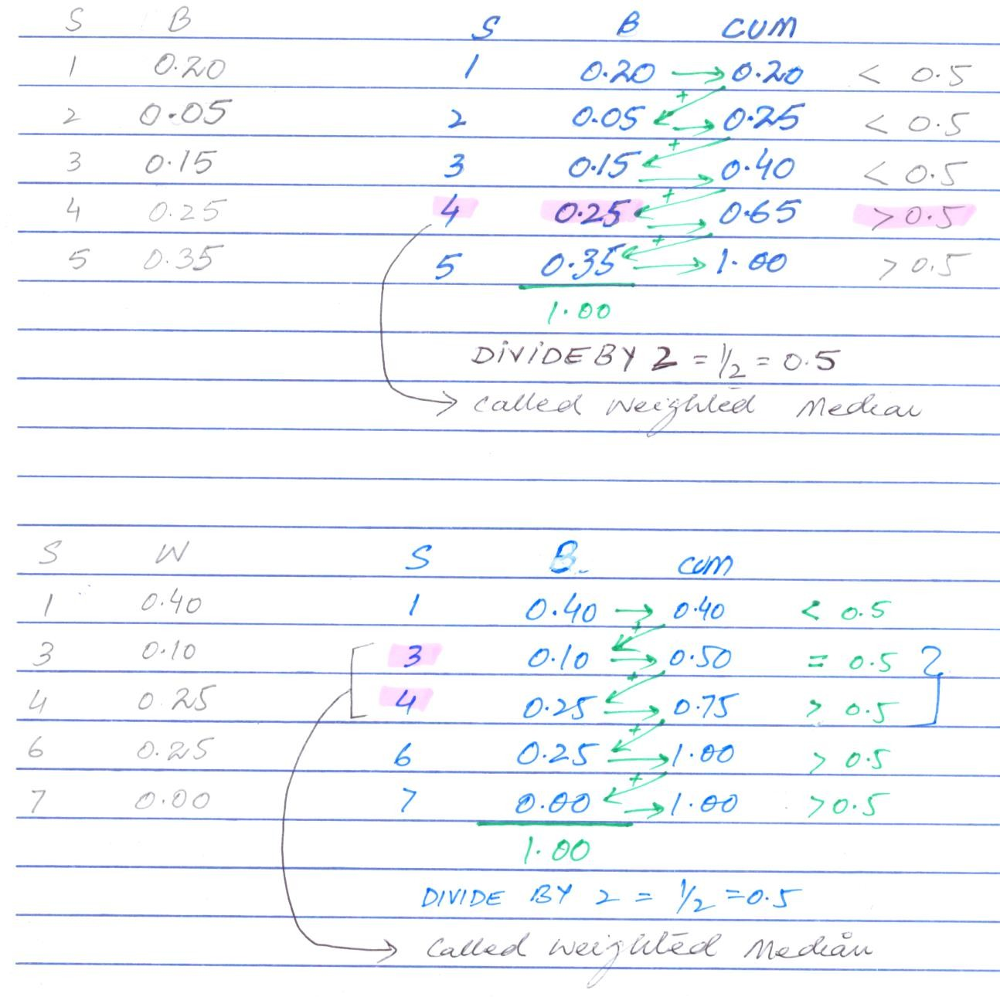 S B S B CUM
1 0.20 1 0.20 → 0.20 < 0.5
2 0.05 2 0.05 + → 0.25 < 0.5
3 0.15 3 0.15 + → 0.40 < 0.5
4 0.25 4 0.25 + → 0.65 > 0.5
5 0.35 5 0.35 + → 1.00 > 0.5
1.00
DIVIDE BY 2 = 1/2 = 0.5
→ called weighted Median
S W S B. CUM
1 0.40 1 0.40 → 0.40 < 0.5
3 0.10 3 0.10 + → 0.50 = 0.5
4 0.25 4 0.25 + → 0.75 > 0.5
6 0.25 6 0.25 + → 1.00 > 0.5
7 0.00 7 0.00 + → 1.00 > 0.5
1.00
DIVIDE BY 2 = 1/2 = 0.5
→ called weighted Median